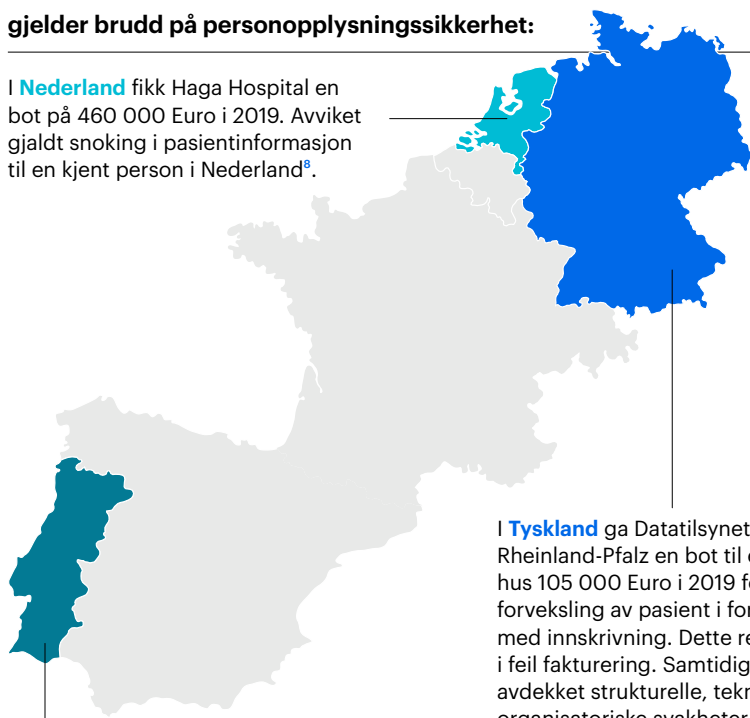 gjelder brudd på personopplysningssikkerhet:
I Nederland fikk Haga Hospital en
bot på 460 000 Euro i 2019. Avviket
gjaldt snoking i pasientinformasjon
til en kjent person i Nederland⁸.
I Tyskland ga Datatilsynet
Rheinland-Pfalz en bot til
hus 105 000 Euro i 2019
forveksling av pasient i
med innskrivning. Dette
i feil fakturering. Samtidig
avdekket strukturelle,